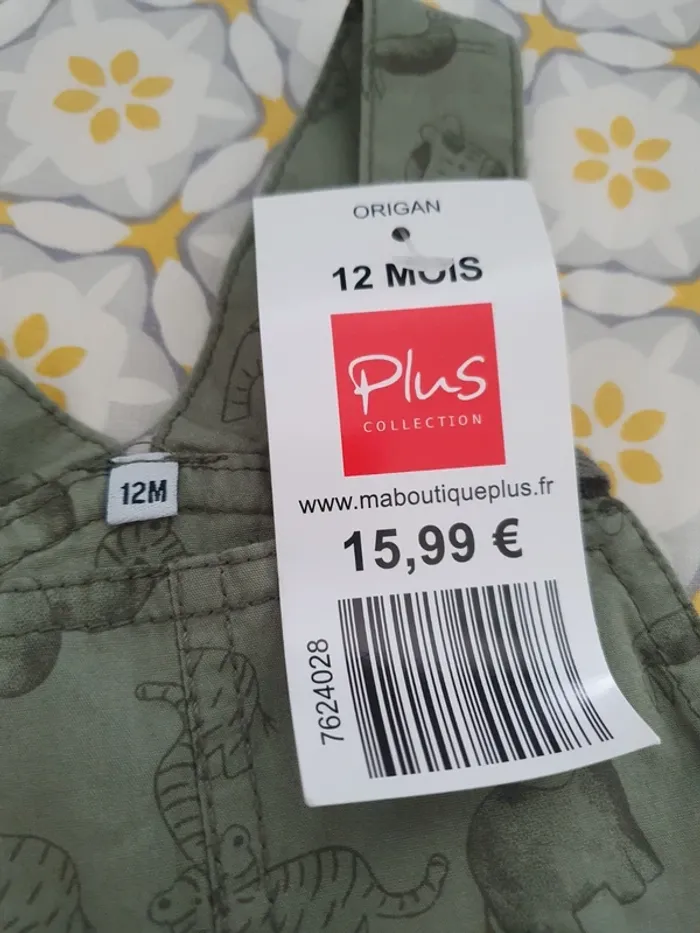 ORIGAN
12 MOIS
Plus
COLLECTION
www.maboutiqueplus.fr
15,99 €
7624028
12M